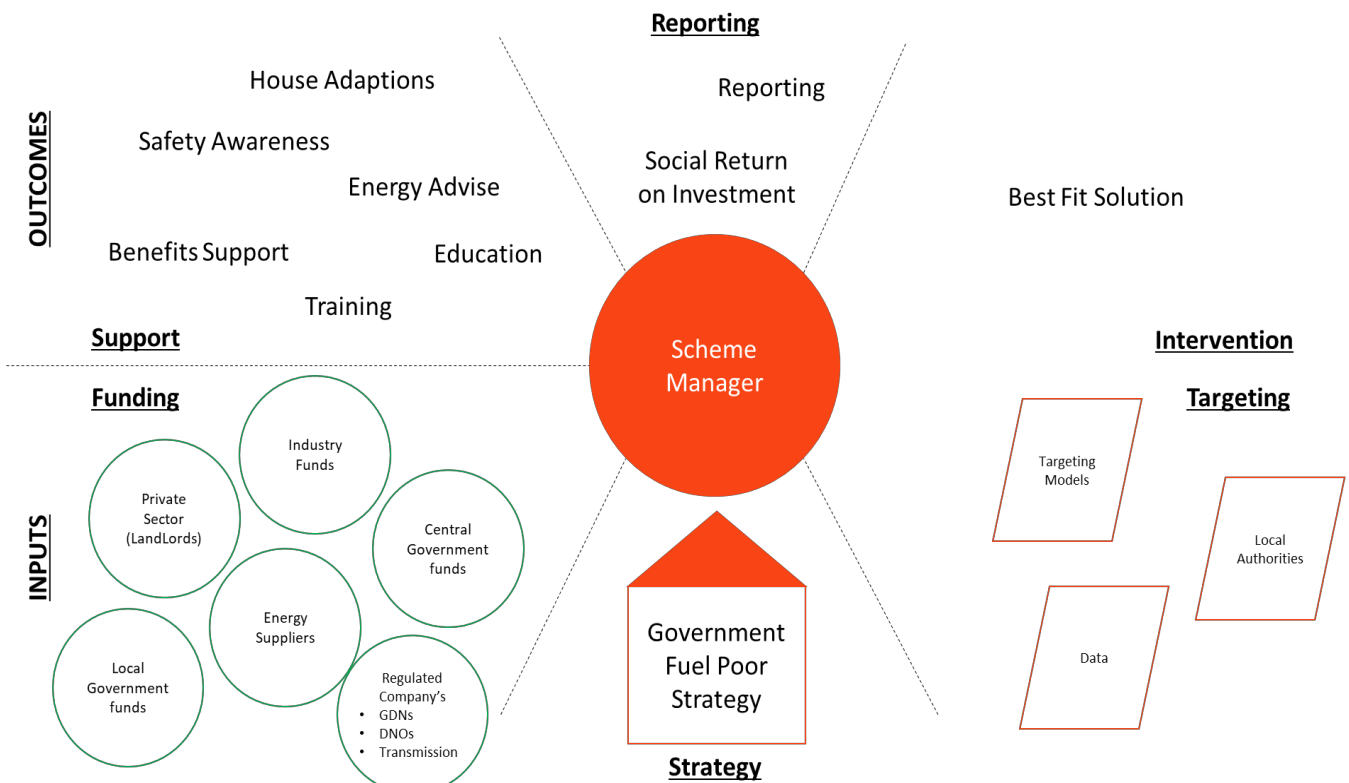 Reporting
Reporting
Social Return
on Investment
OUTCOMES
House Adaptions
Safety Awareness
Energy Advise
Benefits Support
Education
Training
Support
Best Fit Solution
Intervention
Scheme
Manager
INPUTS
Funding
Industry
Funds
Private
Sector
(LandLords)
Central
Government
funds
Energy
Suppliers
Local
Government
funds
Regulated
Company’s
• GDNs
• DNOs
• Transmission
Government
Fuel Poor
Strategy
Strategy
Targeting
Targeting
Models
Local
Authorities
Data